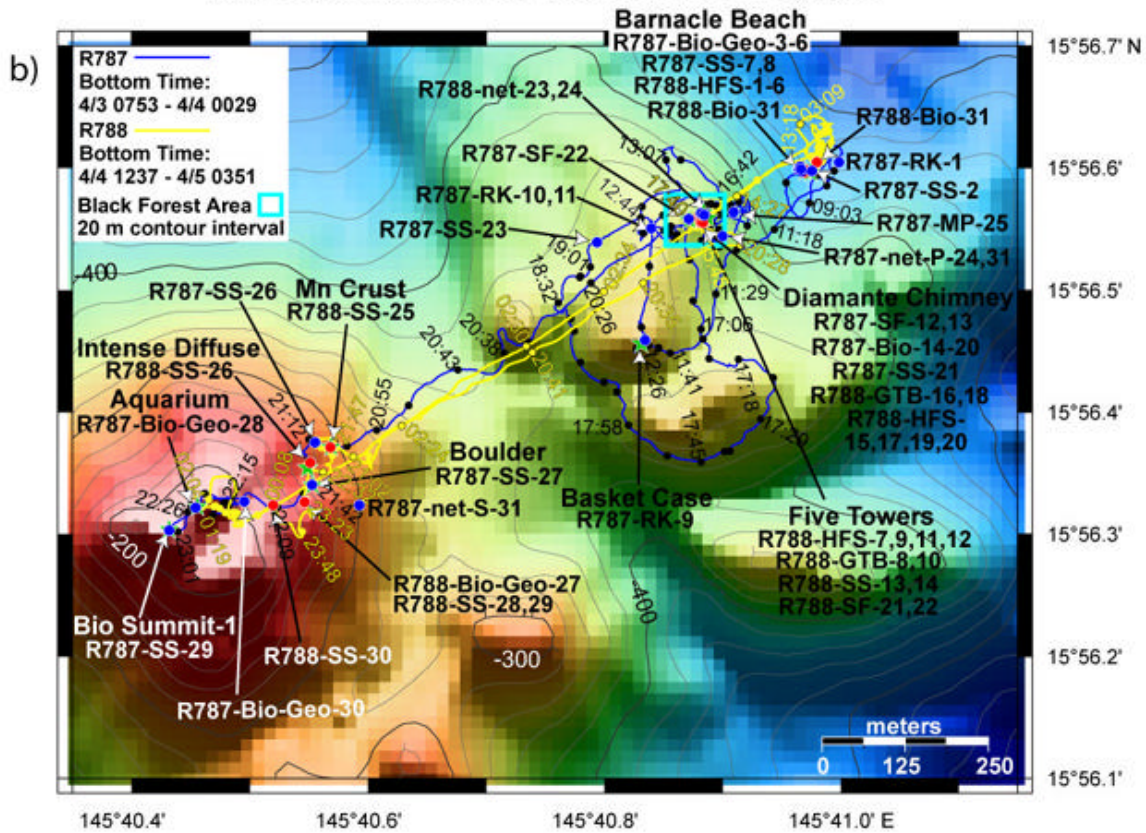 b)
R787
Bottom Time:
4/3 0753 - 4/4 0029
R788
Bottom Time:
4/4 1237 - 4/5 0351
Black Forest Area
20 m contour interval
Barnacle Beach
R787-Bio-Geo-3-6
R787-SS-7,8
R788-HFS-1-6
R788-Bio-31
R788-net-23,24
R788-Bio-31
R787-SF-22
R787-RK-1
R787-RK-10,11
R787-SS-2
R787-SS-23
R787-MP-25
R787-net-P-24,31
13:18
03:09
16:42
12:44
09:03
11:18
20:28
19:01
18:32
20:26
11:29
17:06
11:41
12:26
17:18
17:20
17:45
17:58
20:38
20:43
20:55
21:12
-400
R787-SS-26
Mn Crust
R788-SS-25
Intense Diffuse
R788-SS-26
Aquarium
R787-Bio-Geo-28
Diamante Chimney
R787-SF-12,13
R787-Bio-14-20
R787-SS-21
R788-GTB-16,18
R788-HFS-
15,17,19,20
Boulder
R787-SS-27
R787-net-S-31
Basket Case
R787-RK-9
Five Towers
R788-HFS-7,9,11,12
R788-GTB-8,10
R788-SS-13,14
R788-SF-21,22
22:15
22:26
21:42
22:09
23:01
23:48
-200
R788-Bio-Geo-27
R788-SS-28,29
Bio Summit-1
R787-SS-29
R788-SS-30
R787-Bio-Geo-30
-300
-400
meters
0 125 250
15°56.7' N
15°56.6'
15°56.5'
15°56.4'
15°56.3'
15°56.2'
15°56.1'
145°40.4' 145°40.6' 145°40.8' 145°41.0' E